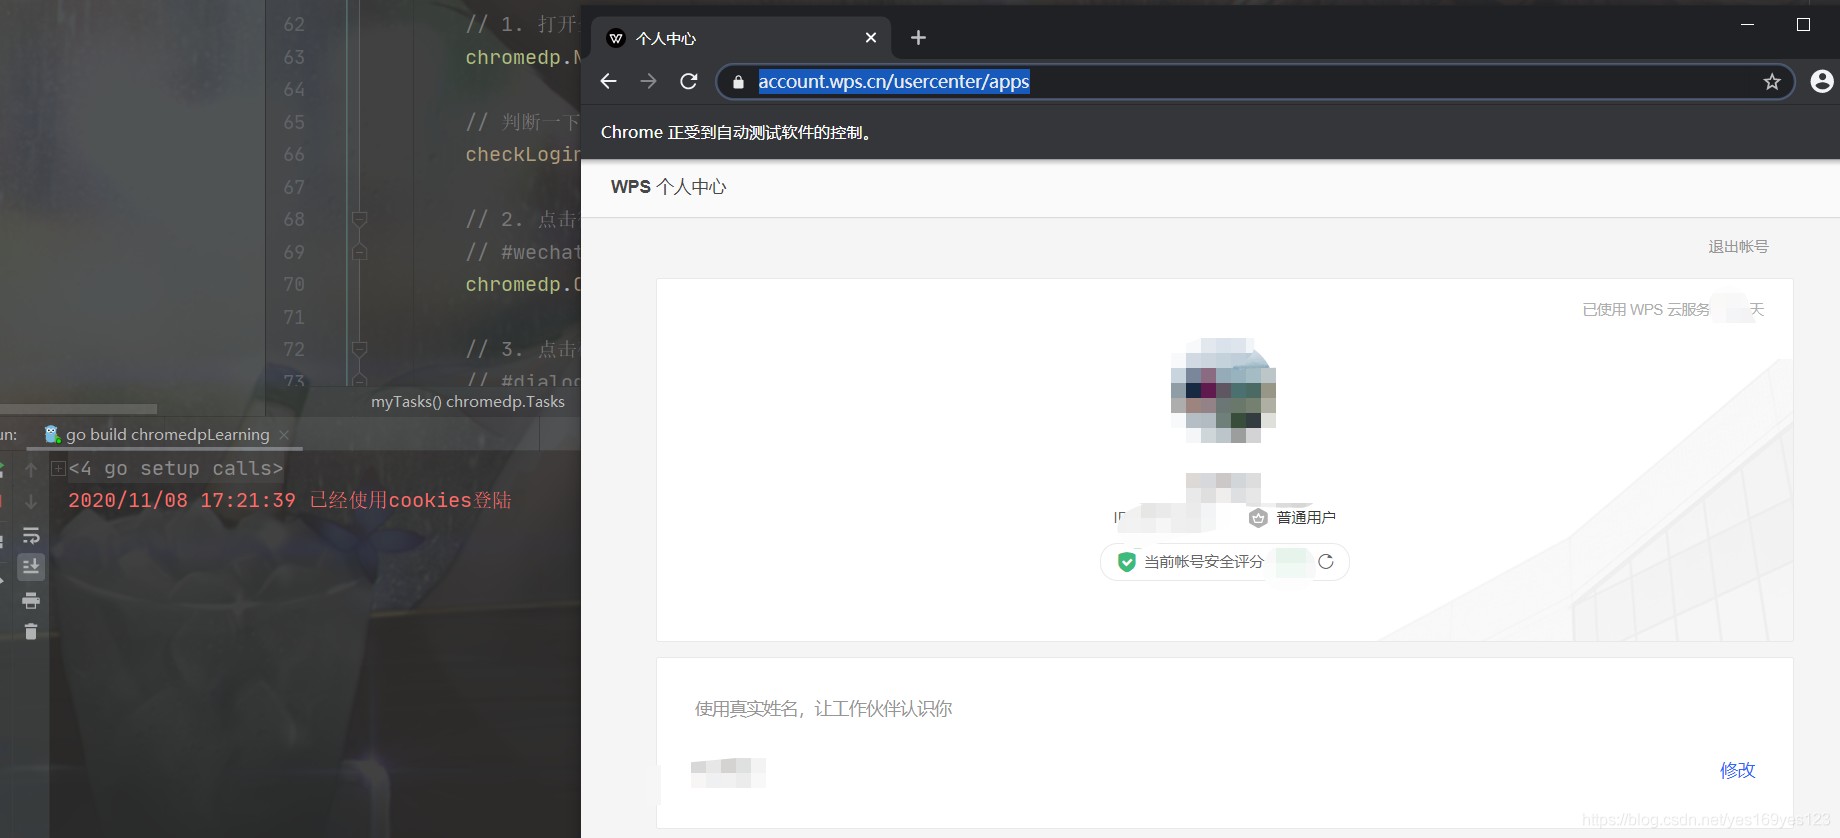 62 // 1. 打开
63 chromedp.
64
65 // 判断一下
66 checkLogin
67
68 // 2. 点击
69 // #wechat
70 chromedp.
71
72 // 3. 点击
73 // #dialog
myTasks() chromedp.Tasks
un: go build chromedpLearning
<4 go setup calls>
2020/11/08 17:21:39 已经使用cookies登陆
个人中心
account.wps.cn/usercenter/apps
Chrome 正受到自动测试软件的控制。
WPS 个人中心
退出帐号
已使用 WPS 云服务 天
普通用户
当前帐号安全评分
使用真实姓名，让工作伙伴认识你
修改
https://blog.csdn.net/yes169yes123